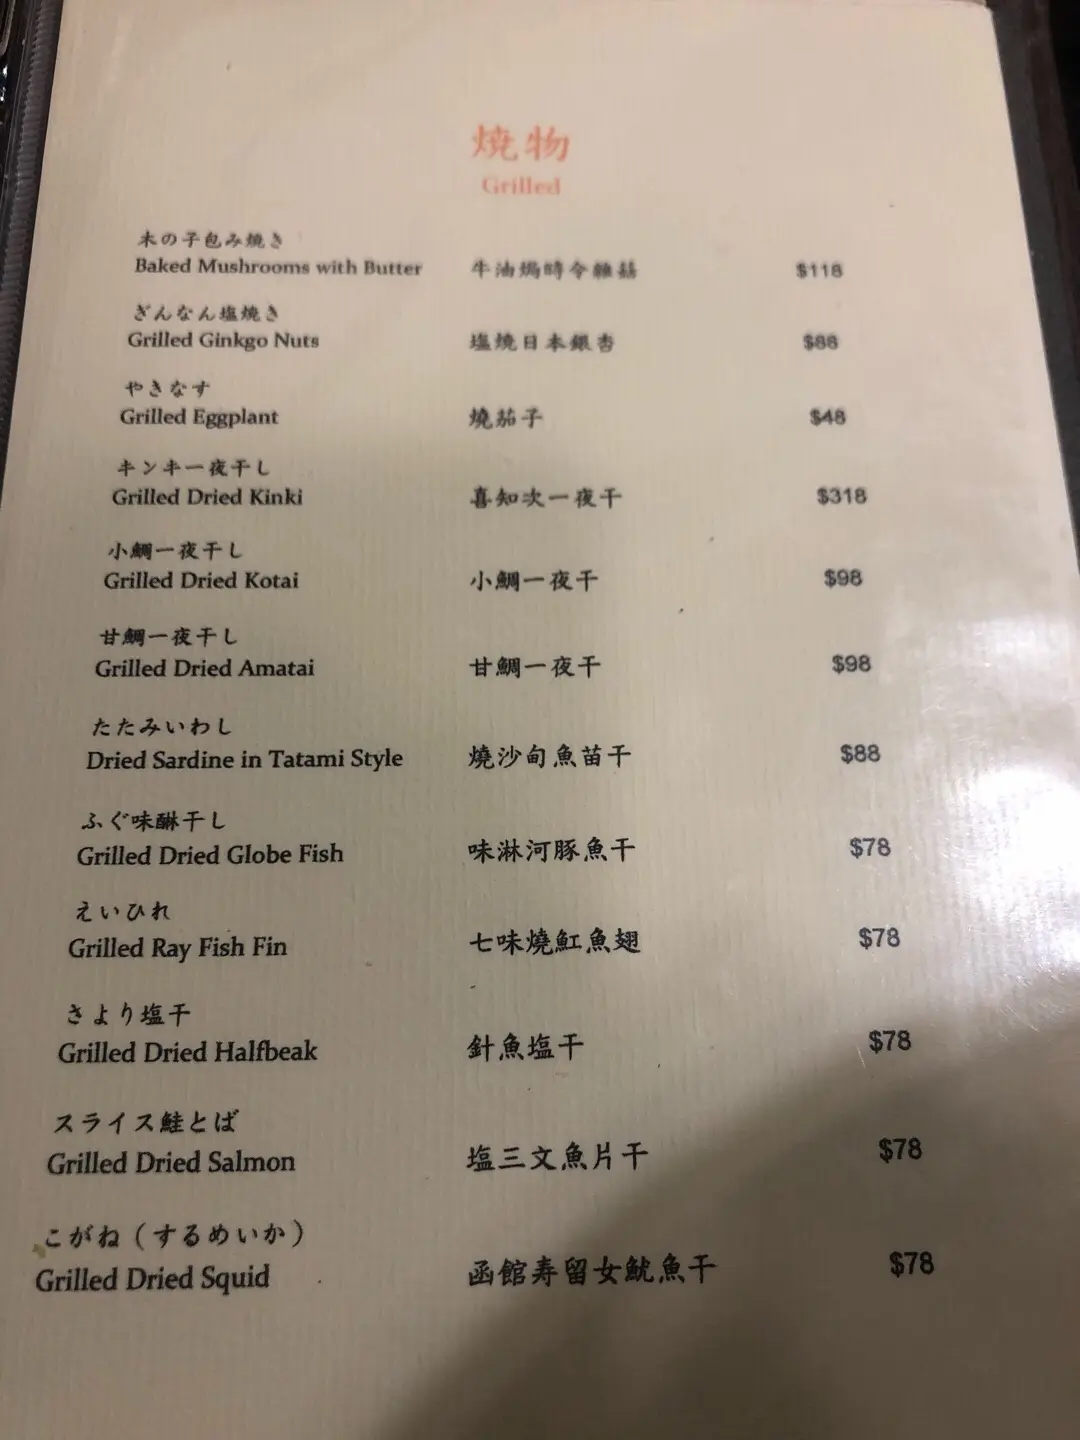 燒物
Grilled
木の子包み焼き
Baked Mushrooms with Butter 牛油焗時令雜菇 $118
ぎんなん塩焼き
Grilled Ginkgo Nuts 塩燒日本銀杏 $88
やきなす
Grilled Eggplant 燒茄子 $48
キンキ一夜干し
Grilled Dried Kinki 喜知次一夜干 $318
小鯛一夜干し
Grilled Dried Kotai 小鯛一夜干 $98
甘鯛一夜干し
Grilled Dried Amatai 甘鯛一夜干 $98
たたみいわし
Dried Sardine in Tatami Style 燒沙甸魚苗干 $88
ふぐ味醂干し
Grilled Dried Globe Fish 味淋河豚魚干 $78
えいひれ
Grilled Ray Fish Fin 七味燒魟魚翅 $78
さより塩干
Grilled Dried Halfbeak 針魚塩干 $78
スライス鮭とば
Grilled Dried Salmon 塩三文魚片干 $78
こがね（するめいか）
Grilled Dried Squid 函館寿留女魷魚干 $78